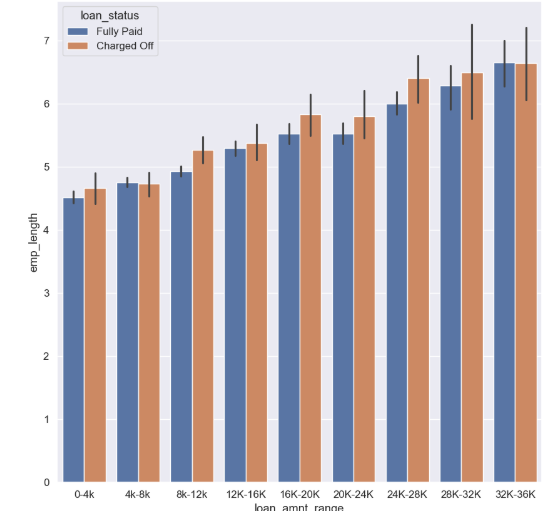 loan_status
Fully Paid
Charged Off
7
6
5
4
3
2
1
0
emp_length
0-4k 4k-8k 8k-12k 12K-16K 16K-20K 20K-24K 24K-28K 28K-32K 32K-36K
loan_amnt_range